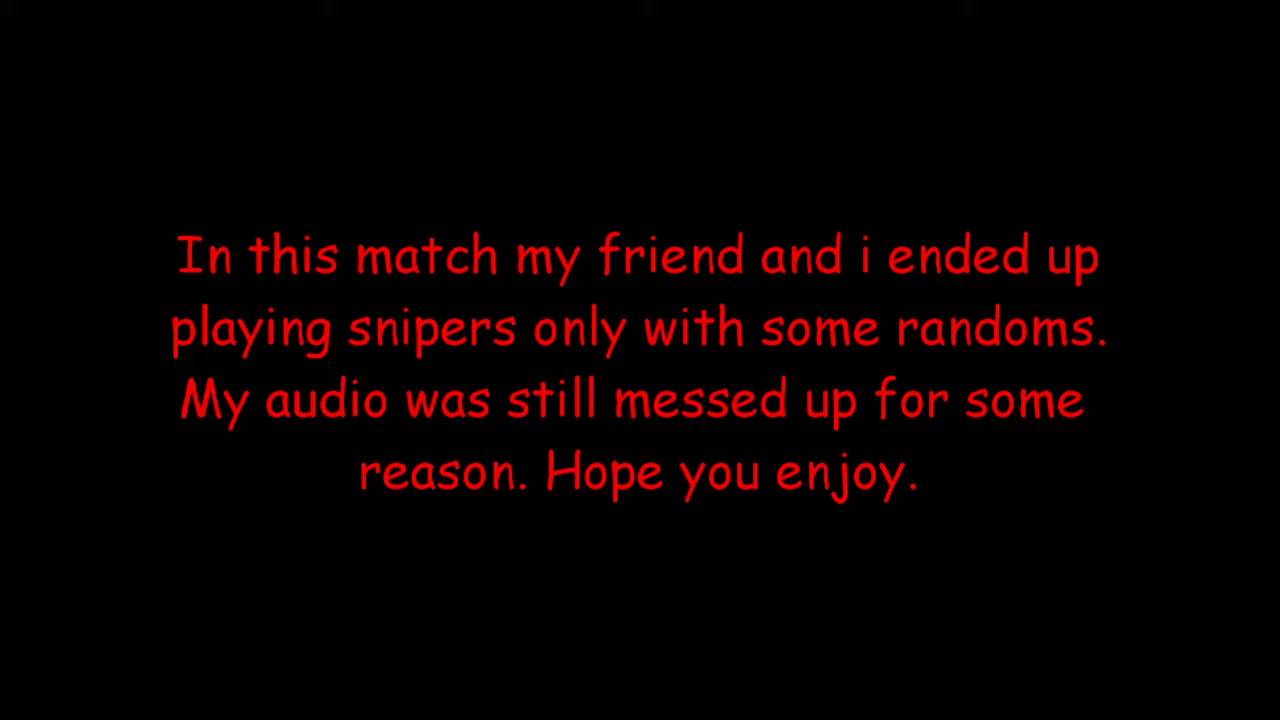 In this match my friend and i ended up
playing snipers only with some randoms.
My audio was still messed up for some
reason. Hope you enjoy.